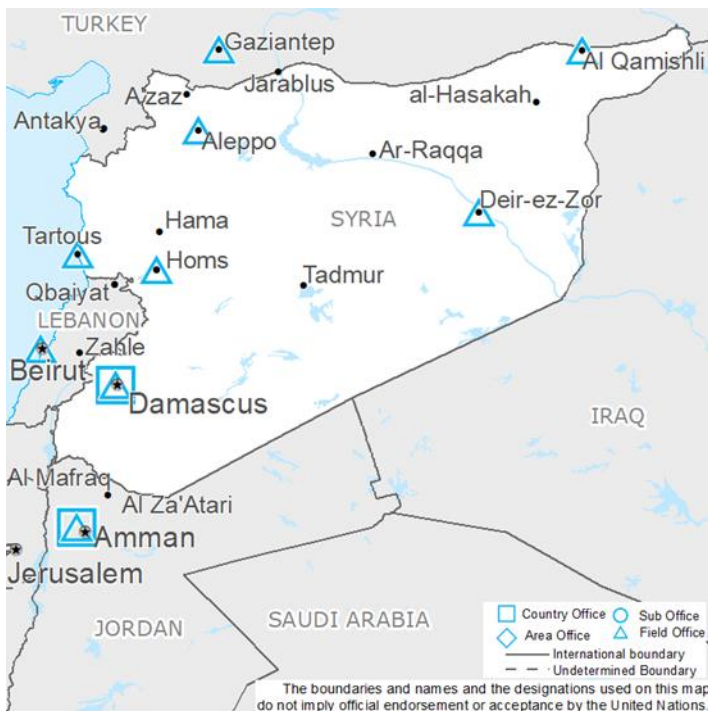 TURKEY
Gaziantep
Al Qamishli
Jarablus
A'zaz
al-Hasakah
Antakya
Aleppo
Ar-Raqqa
Deir-ez-Zor
Hama
SYRIA
Tartous
Homs
Tadmur
Qbaiyat
LEBANON
Zahle
Beirut
Damascus
IRAQ
Al Mafraq
Al Za'Atari
Amman
Jerusalem
JORDAN
SAUDI ARABIA
Country Office
Sub Office
Area Office
Field Office
International boundary
Undetermined Boundary
The boundaries and names and the designations used on this map
do not imply official endorsement or acceptance by the United Nations.